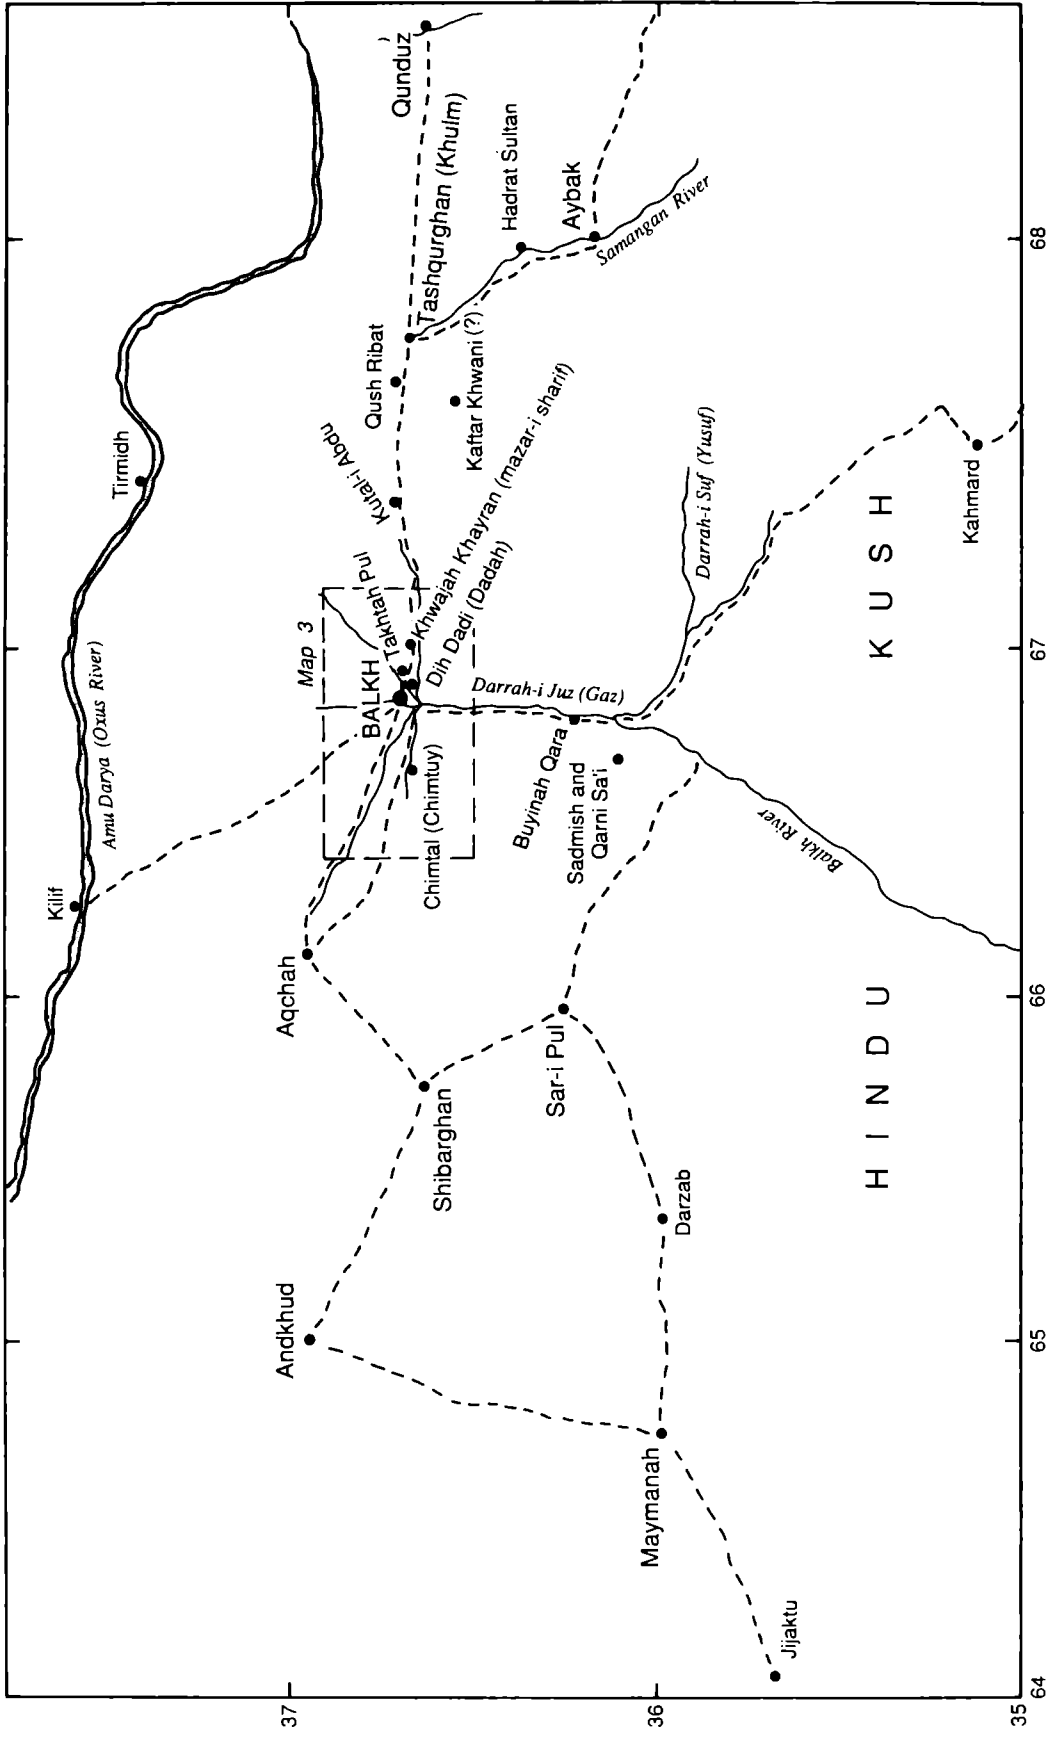 Kilif
Amu Darya (Oxus River)
Tirmidh
Map 3
BALKH
Takhtah Pul
Khwajah Khayran (mazar-i sharif)
Dih Dadi (Dadah)
Kutal-i Abdu
Qush Ribat
Kaftar Khwani (?)
Tashqurghan (Khulm)
Qunduz
Hadrat Sultan
Aybak
Samangan River
Andkhud
Aqchah
Shibarghan
Chimtal (Chimtuy)
Darrah-i Juz (Gaz)
Buyinah Qara
Sadmish and
Qarni Sa'i
Darrah-i Suf (Yusuf)
Balkh River
Sar-i Pul
Darzab
Maymanah
Jijaktu
Kahmard
HINDU KUSH
37
36
35
64
65
66
67
68